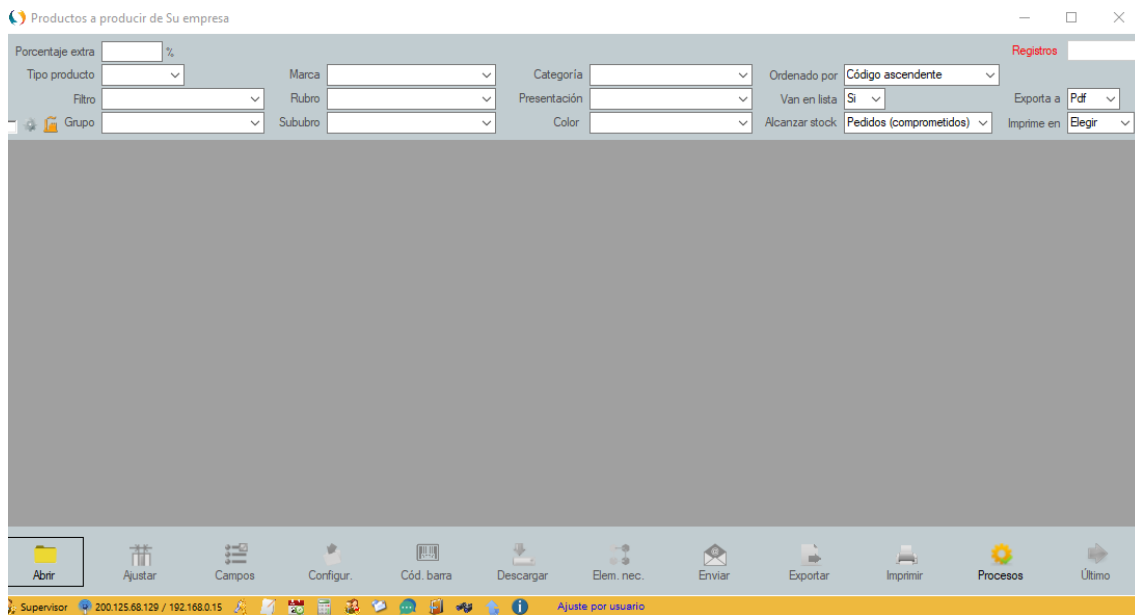 Productos a producir de Su empresa
Porcentaje extra % Registros
Tipo producto Marca Categoría Ordenado por Código ascendente
Filtro Rubro Presentación Van en lista Si Exporta a Pdf
Grupo Sububro Color Alcanzar stock Pedidos (comprometidos) Imprime en Elegir
Abrir Ajustar Campos Configur. Cód. barra Descargar Elem. nec. Enviar Exportar Imprimir Procesos Último
Supervisor 200.125.68.129 / 192.168.0.15 Ajuste por usuario